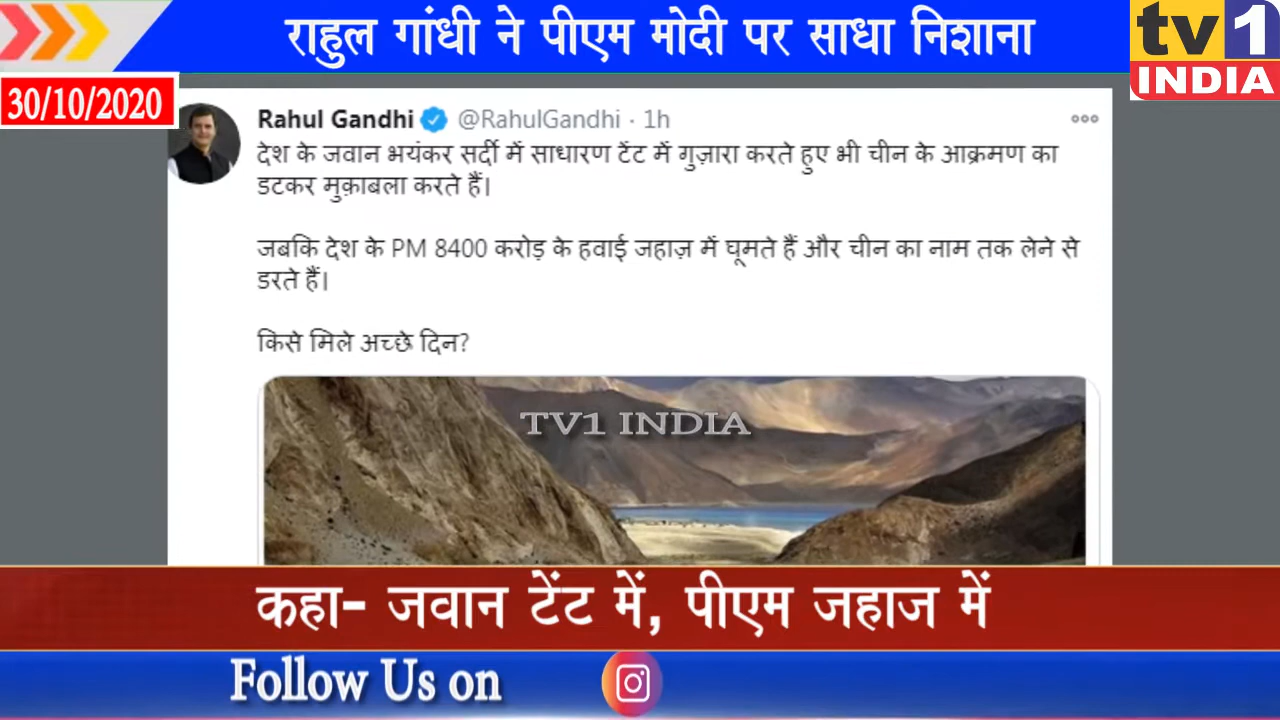 राहुल गांधी ने पीएम मोदी पर साधा निशाना
tv1
INDIA
30/10/2020
Rahul Gandhi @RahulGandhi · 1h
देश के जवान भयंकर सर्दी में साधारण टेंट में गुज़ारा करते हुए भी चीन के आक्रमण का
डटकर मुक़ाबला करते हैं।
जबकि देश के PM 8400 करोड़ के हवाई जहाज़ में घूमते हैं और चीन का नाम तक लेने से
डरते हैं।
किसे मिले अच्छे दिन?
TV1 INDIA
कहा- जवान टेंट में, पीएम जहाज में
Follow Us on